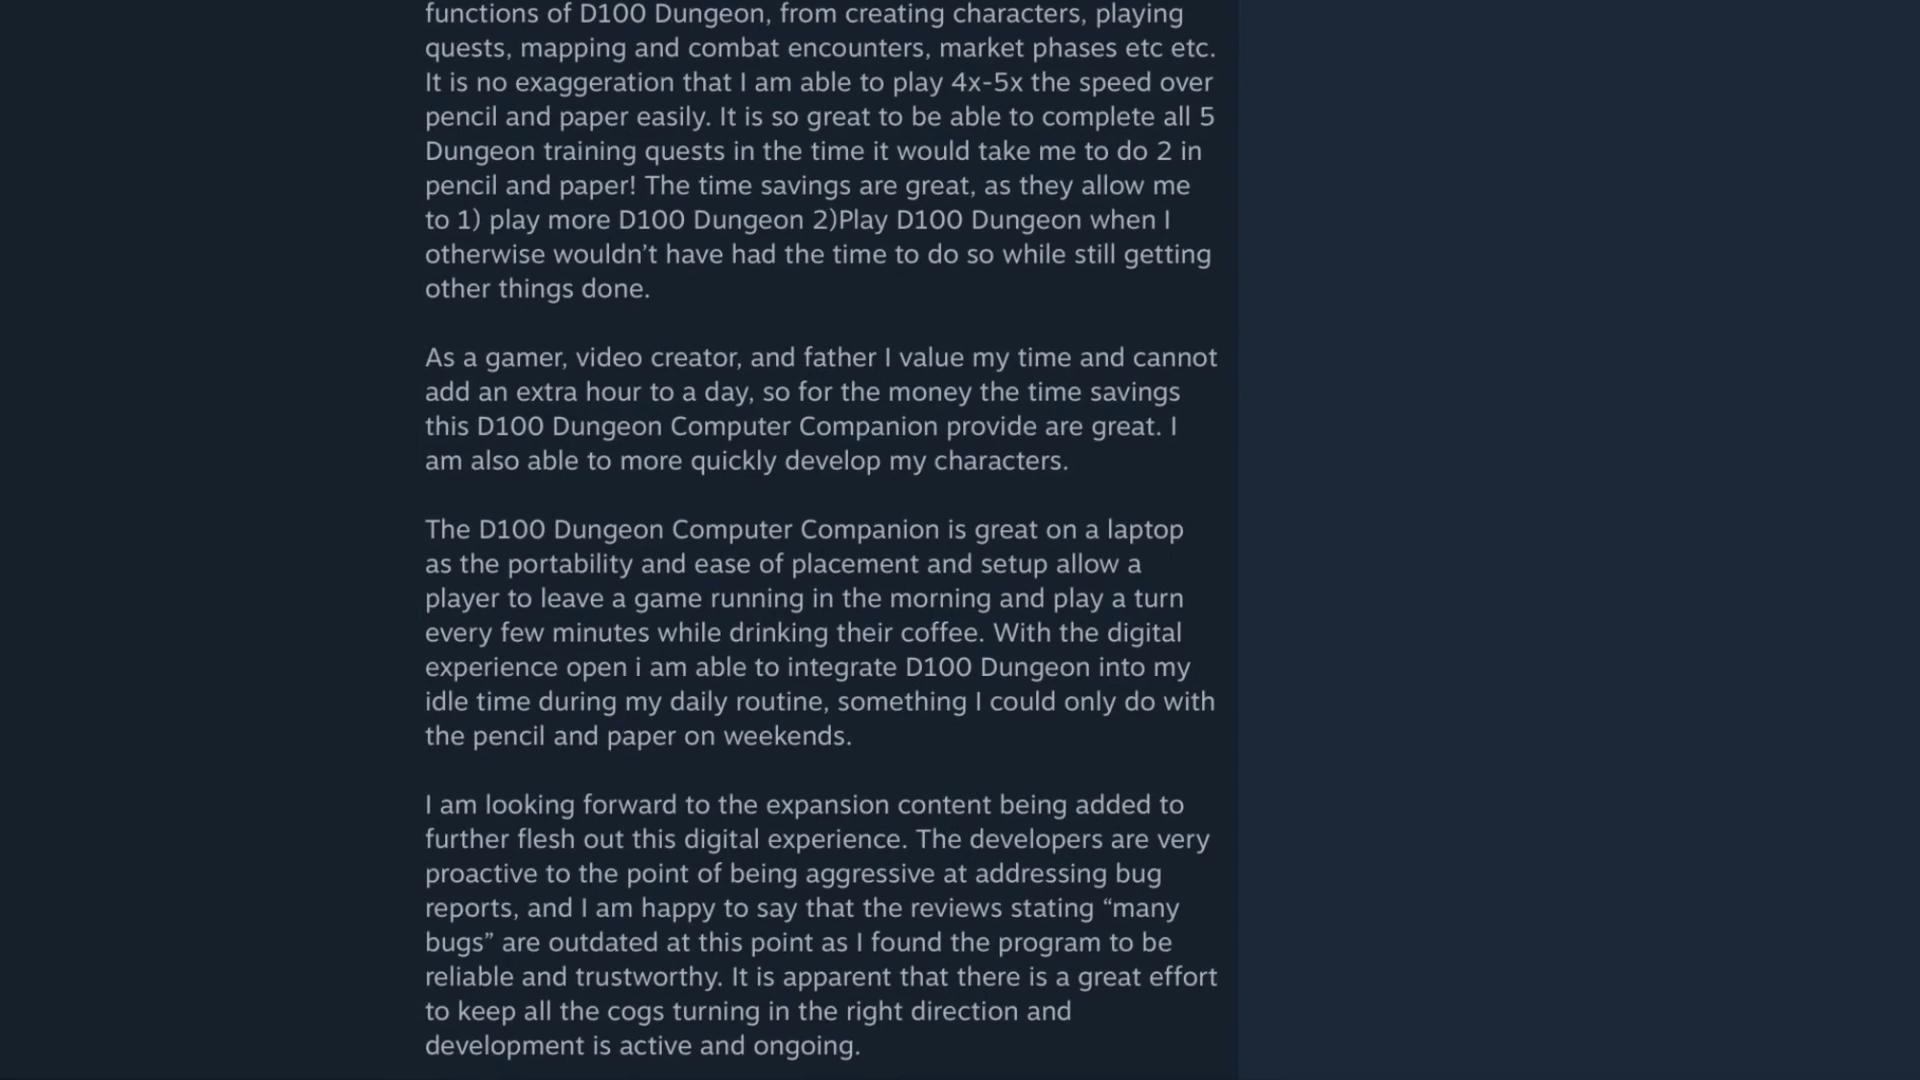 functions of D100 Dungeon, from creating characters, playing
quests, mapping and combat encounters, market phases etc etc.
It is no exaggeration that I am able to play 4x-5x the speed over
pencil and paper easily. It is so great to be able to complete all 5
Dungeon training quests in the time it would take me to do 2 in
pencil and paper! The time savings are great, as they allow me
to 1) play more D100 Dungeon 2)Play D100 Dungeon when I
otherwise wouldn’t have had the time to do so while still getting
other things done.
As a gamer, video creator, and father I value my time and cannot
add an extra hour to a day, so for the money the time savings
this D100 Dungeon Computer Companion provide are great. I
am also able to more quickly develop my characters.
The D100 Dungeon Computer Companion is great on a laptop
as the portability and ease of placement and setup allow a
player to leave a game running in the morning and play a turn
every few minutes while drinking their coffee. With the digital
experience open i am able to integrate D100 Dungeon into my
idle time during my daily routine, something I could only do with
the pencil and paper on weekends.
I am looking forward to the expansion content being added to
further flesh out this digital experience. The developers are very
proactive to the point of being aggressive at addressing bug
reports, and I am happy to say that the reviews stating “many
bugs” are outdated at this point as I found the program to be
reliable and trustworthy. It is apparent that there is a great effort
to keep all the cogs turning in the right direction and
development is active and ongoing.